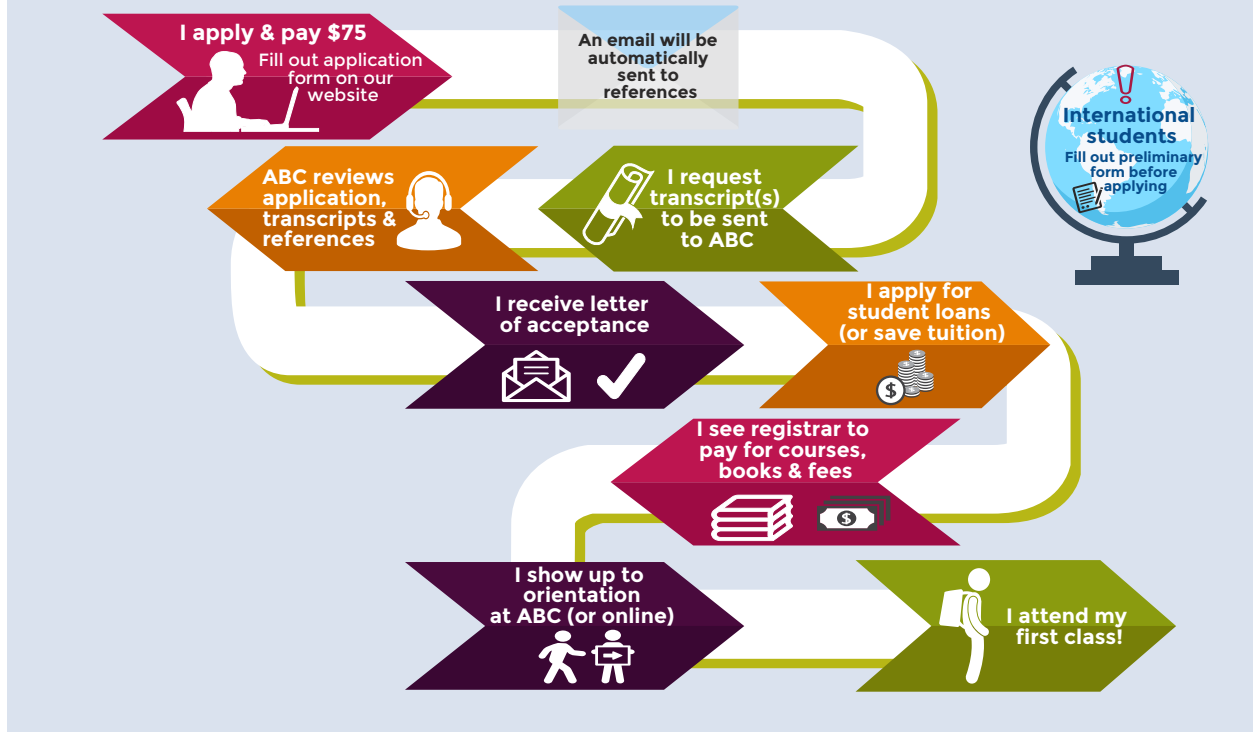 I apply & pay $75
Fill out application
form on our
website
An email will be
automatically
sent to
references
International
students
Fill out preliminary
form before
applying
I request
transcript(s)
to be sent
to ABC
ABC reviews
application,
transcripts &
references
I receive letter
of acceptance
I apply for
student loans
(or save tuition)
$
I see registrar to
pay for courses,
books & fees
$
I show up to
orientation
at ABC (or online)
I attend my
first class!